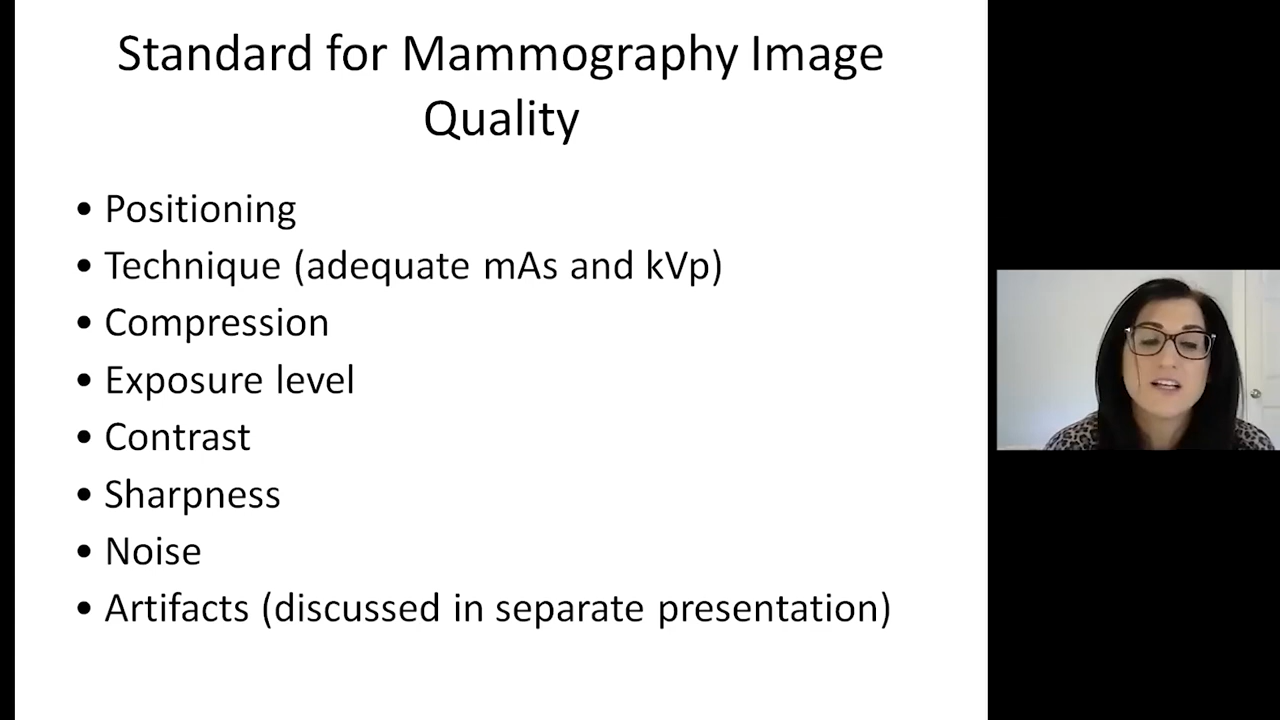 Standard for Mammography Image
Quality
• Positioning
• Technique (adequate mAs and kVp)
• Compression
• Exposure level
• Contrast
• Sharpness
• Noise
• Artifacts (discussed in separate presentation)